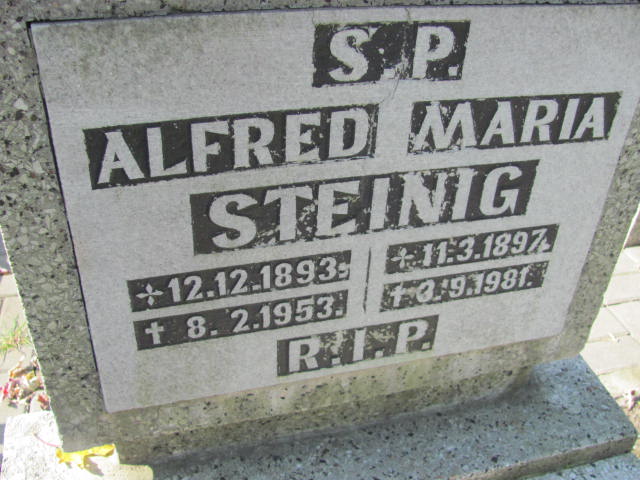 S.P.
ALFRED MARIA
STEINIG
12.12.1893. 11.3.1897.
† 8. 2.1953. † 3.9.1981.
R.I.P.